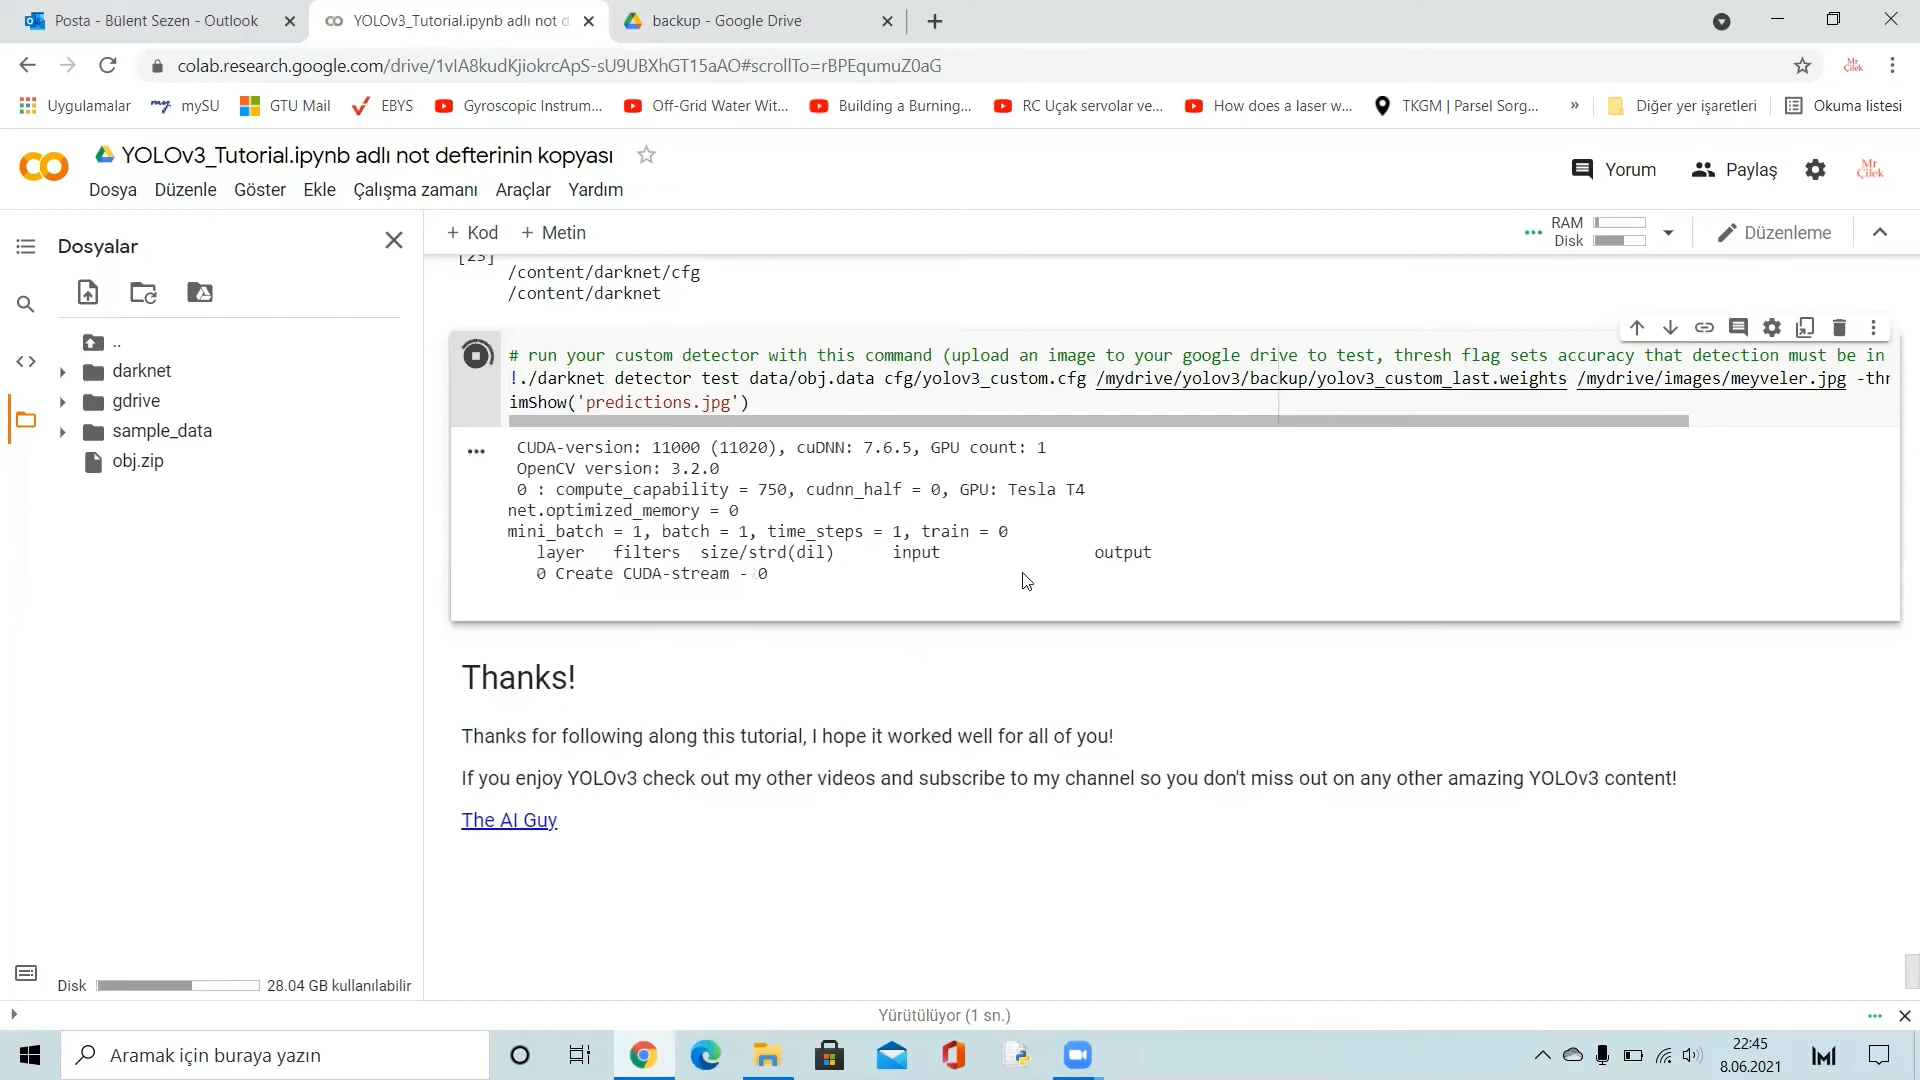 Posta - Bülent Sezen - Outlook
YOLOv3_Tutorial.ipynb adlı not d
backup - Google Drive
colab.research.google.com/drive/1vIA8kudKjiokrcApS-sU9UBXhGT15aAO#scrollTo=rBPEqumuZ0aG
Mr Çilek
Uygulamalar
mySU
GTU Mail
EBYS
Gyroscopic Instrum...
Off-Grid Water Wit...
Building a Burning...
RC Uçak servolar ve...
How does a laser w...
TKGM | Parsel Sorg...
»
Diğer yer işaretleri
Okuma listesi
YOLOv3_Tutorial.ipynb adlı not defterinin kopyası
Yorum
Paylaş
Mr Çilek
Dosya Düzenle Göster Ekle Çalışma zamanı Araçlar Yardım
Dosyalar
+ Kod + Metin
RAM
Disk
Düzenleme
..
darknet
gdrive
sample_data
obj.zip
[23]
/content/darknet/cfg
/content/darknet
# run your custom detector with this command (upload an image to your google drive to test, thresh flag sets accuracy that detection must be in
!./darknet detector test data/obj.data cfg/yolov3_custom.cfg /mydrive/yolov3/backup/yolov3_custom_last.weights /mydrive/images/meyveler.jpg -thr
imShow('predictions.jpg')
CUDA-version: 11000 (11020), cuDNN: 7.6.5, GPU count: 1
OpenCV version: 3.2.0
0 : compute_capability = 750, cudnn_half = 0, GPU: Tesla T4
net.optimized_memory = 0
mini_batch = 1, batch = 1, time_steps = 1, train = 0
layer filters size/strd(dil) input output
0 Create CUDA-stream - 0
Thanks!
Thanks for following along this tutorial, I hope it worked well for all of you!
If you enjoy YOLOv3 check out my other videos and subscribe to my channel so you don't miss out on any other amazing YOLOv3 content!
The AI Guy
Disk
28.04 GB kullanılabilir
Yürütülüyor (1 sn.)
Aramak için buraya yazın
22:45
8.06.2021